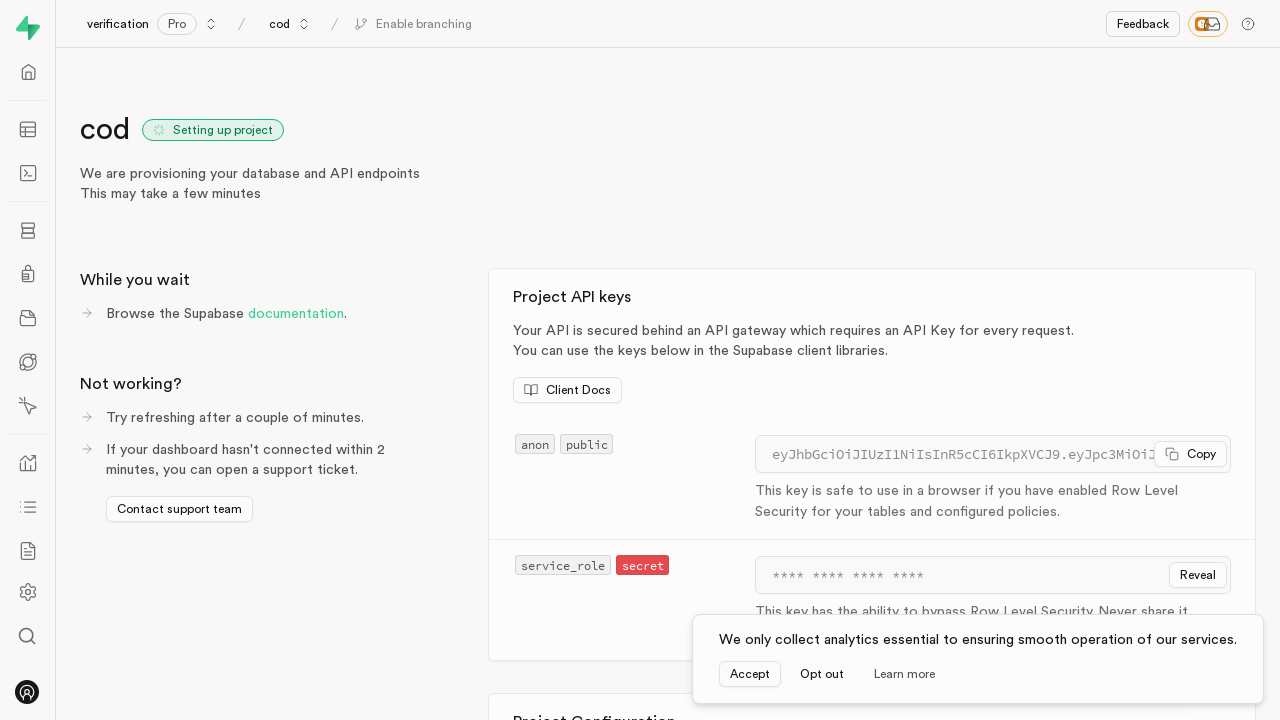 verification Pro / cod / Enable branching
Feedback
cod Setting up project
We are provisioning your database and API endpoints
This may take a few minutes
While you wait
Browse the Supabase documentation.
Not working?
Try refreshing after a couple of minutes.
If your dashboard hasn't connected within 2
minutes, you can open a support ticket.
Contact support team
Project API keys
Your API is secured behind an API gateway which requires an API Key for every request.
You can use the keys below in the Supabase client libraries.
Client Docs
anon public
eyJhbGciOiJIUzI1NiIsInR5cCI6IkpXVCJ9.eyJpc3MiOiJ
Copy
This key is safe to use in a browser if you have enabled Row Level
Security for your tables and configured policies.
service_role secret
**** **** **** ****
Reveal
This key has the ability to bypass Row Level Security. Never share it
We only collect analytics essential to ensuring smooth operation of our services.
Accept Opt out Learn more
Project Configuration